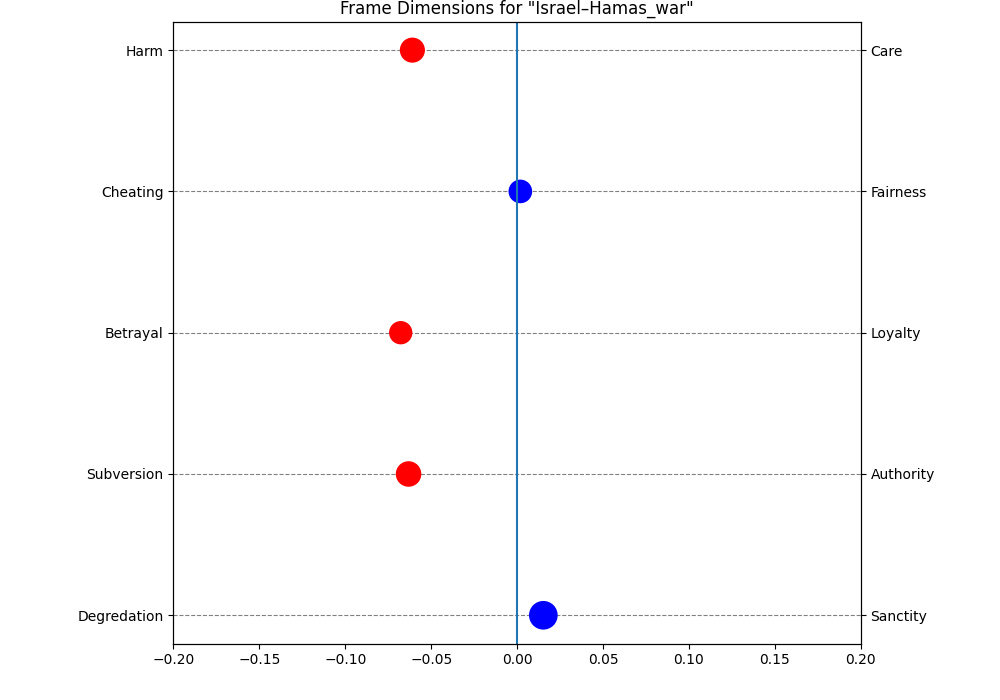 Frame Dimensions for "Israel–Hamas_war"
Harm Care
Cheating Fairness
Betrayal Loyalty
Subversion Authority
Degredation Sanctity
−0.20 −0.15 −0.10 −0.05 0.00 0.05 0.10 0.15 0.20